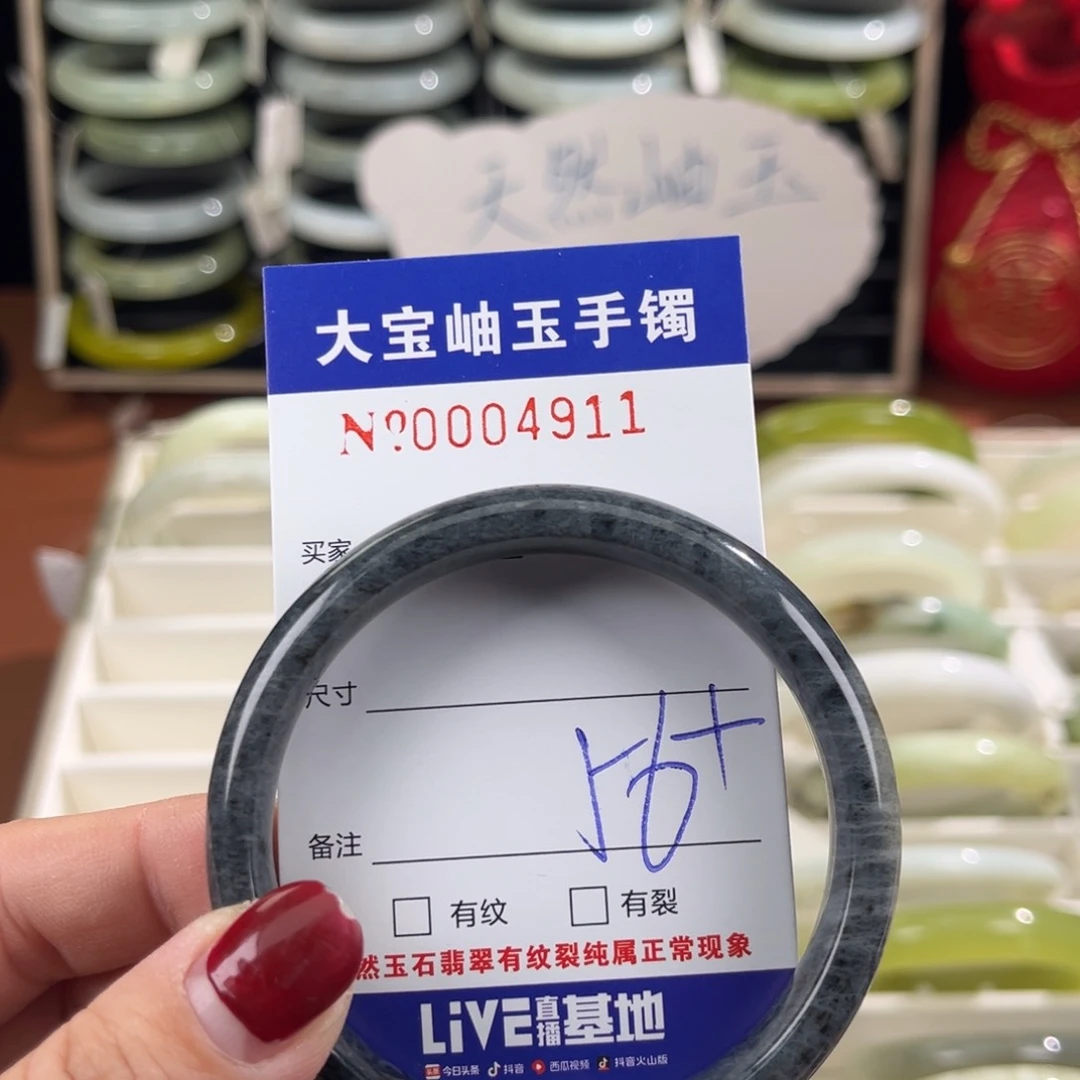 天然岫玉
大宝岫玉手镯
Nº0004911
买家
尺寸
56+
备注
有纹 有裂
然玉石翡翠有纹裂纯属正常现象
LiVE直播基地
头条 今日头条 抖音 西瓜视频 抖音火山版